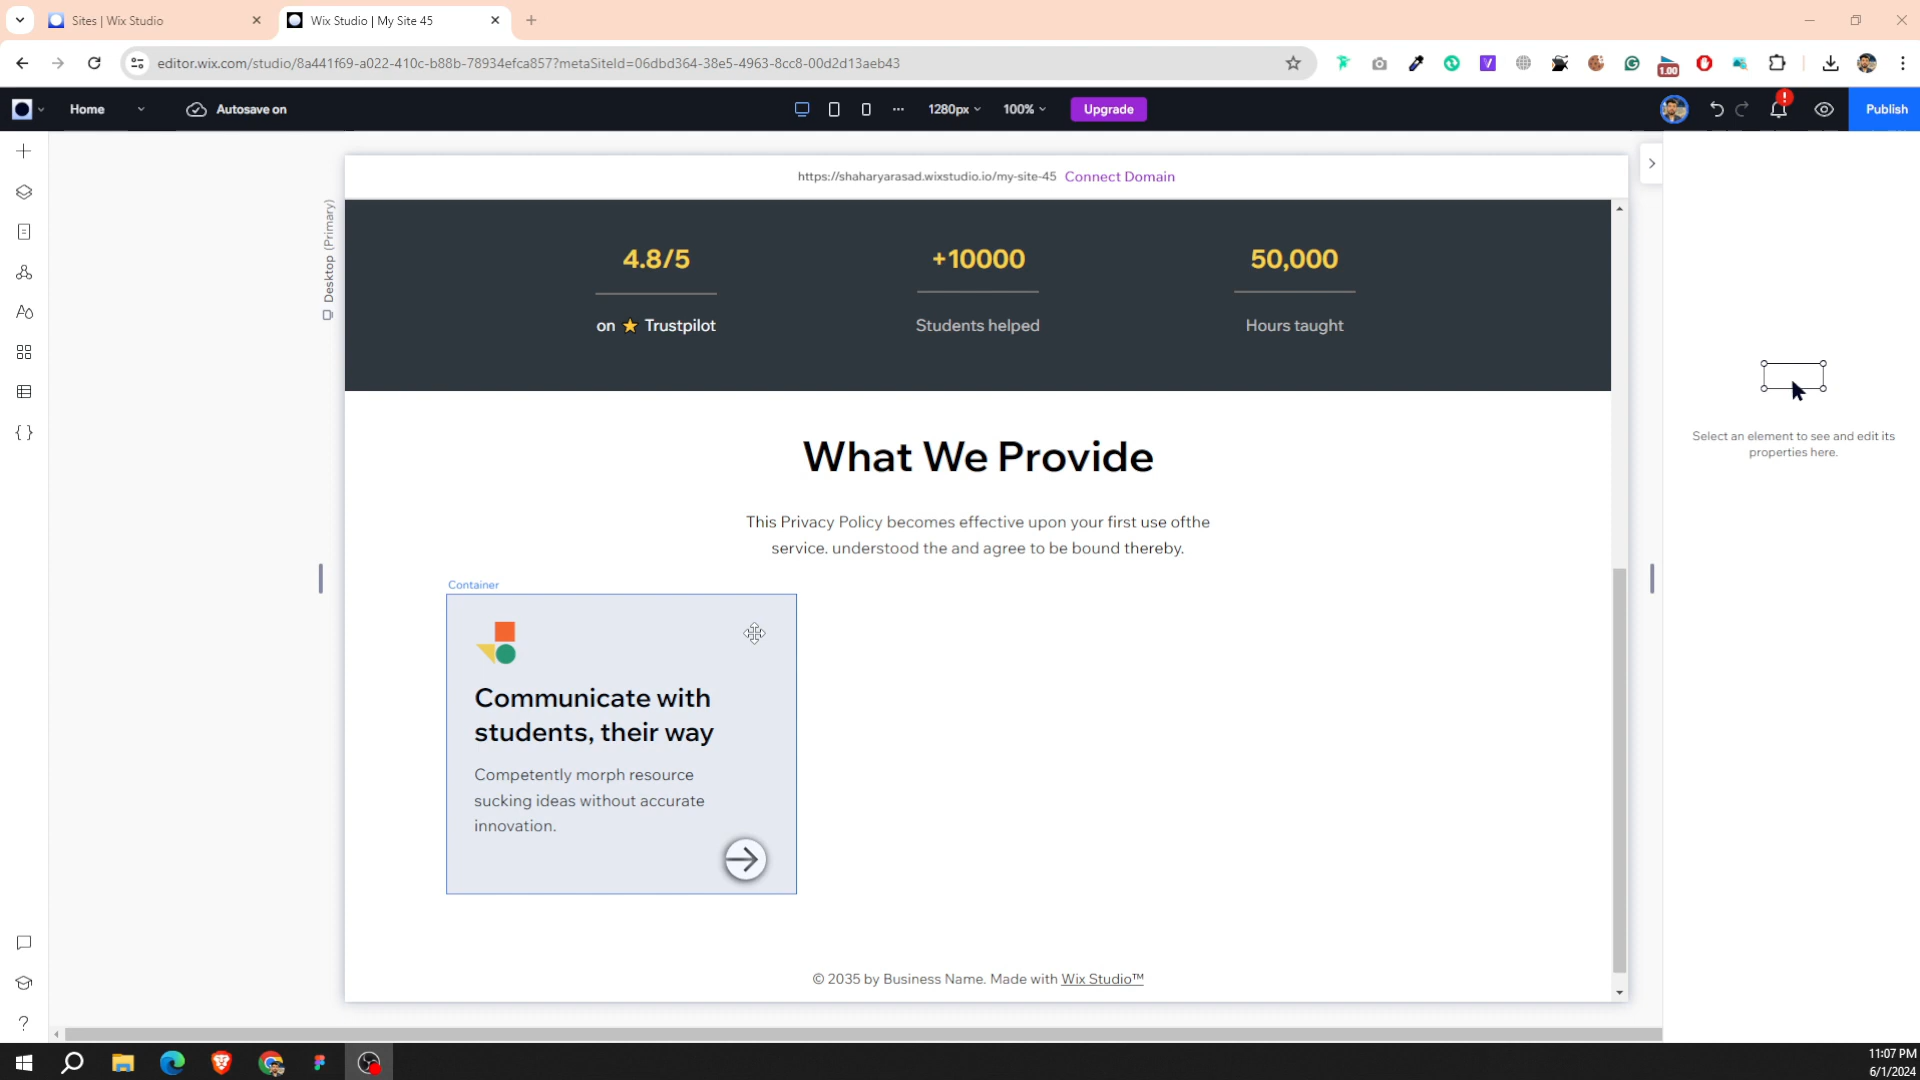 Sites | Wix Studio
Wix Studio | My Site 45
editor.wix.com/studio/8a441f69-a022-410c-b88b-78934efca857?metaSiteId=06dbd364-38e5-4963-8cc8-00d2d13aeb43
1.00
Home
Autosave on
1280px
100%
Upgrade
Publish
https://shaharyarasad.wixstudio.io/my-site-45 Connect Domain
Desktop (Primary)
4.8/5
+10000
50,000
on Trustpilot
Students helped
Hours taught
Select an element to see and edit its
properties here.
What We Provide
This Privacy Policy becomes effective upon your first use ofthe
service. understood the and agree to be bound thereby.
Container
Communicate with
students, their way
Competently morph resource
sucking ideas without accurate
innovation.
© 2035 by Business Name. Made with Wix Studio™
11:07 PM
6/1/2024